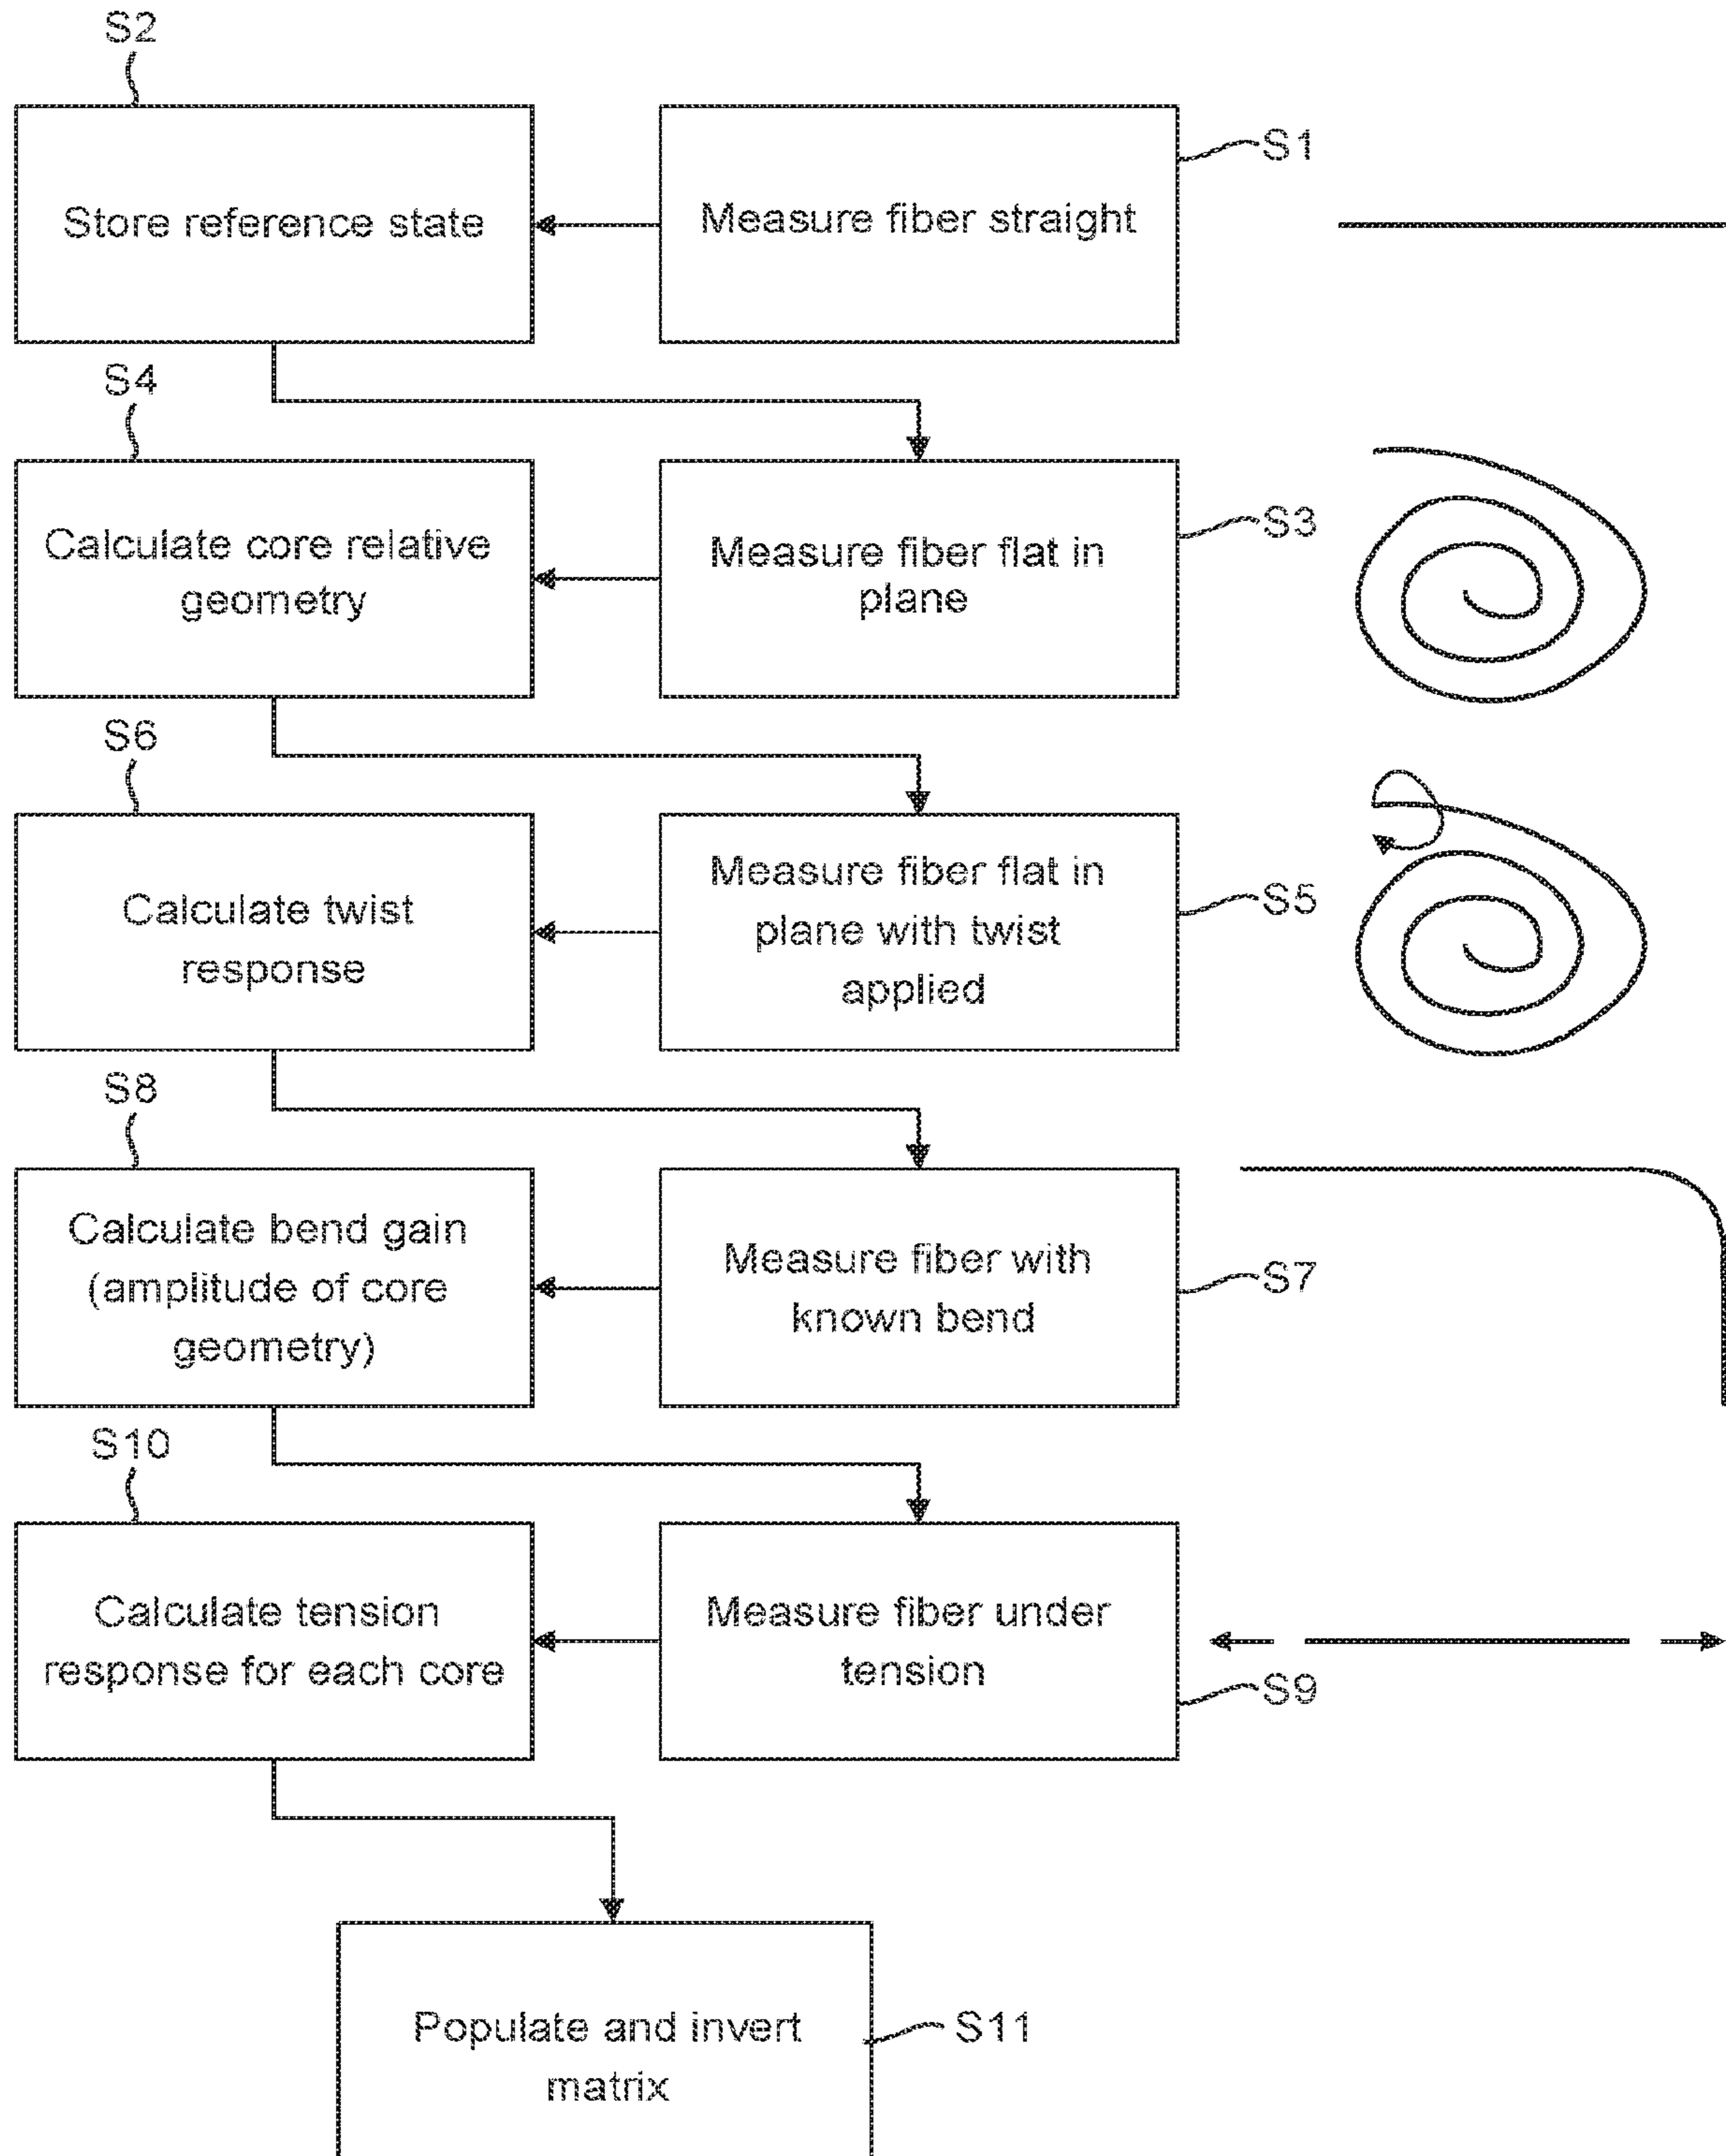 S2
S1
Store reference state
Measure fiber straight
S4
S3
Calculate core relative
geometry
Measure fiber flat in
plane
S6
S5
Calculate twist
response
Measure fiber flat in
plane with twist
applied
S8
Calculate bend gain
(amplitude of core
geometry)
Measure fiber with
known bend
S7
S10
Calculate tension
response for each core
Measure fiber under
tension
S9
Populate and invert
matrix
S11